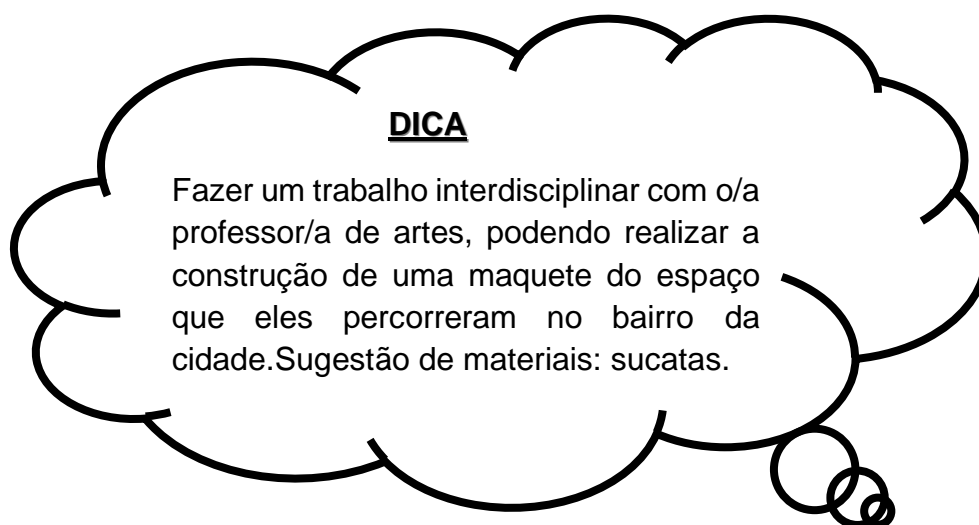 DICA
Fazer um trabalho interdisciplinar com o/a
professor/a de artes, podendo realizar a
construção de uma maquete do espaço
que eles percorreram no bairro da
cidade.Sugestão de materiais: sucatas.